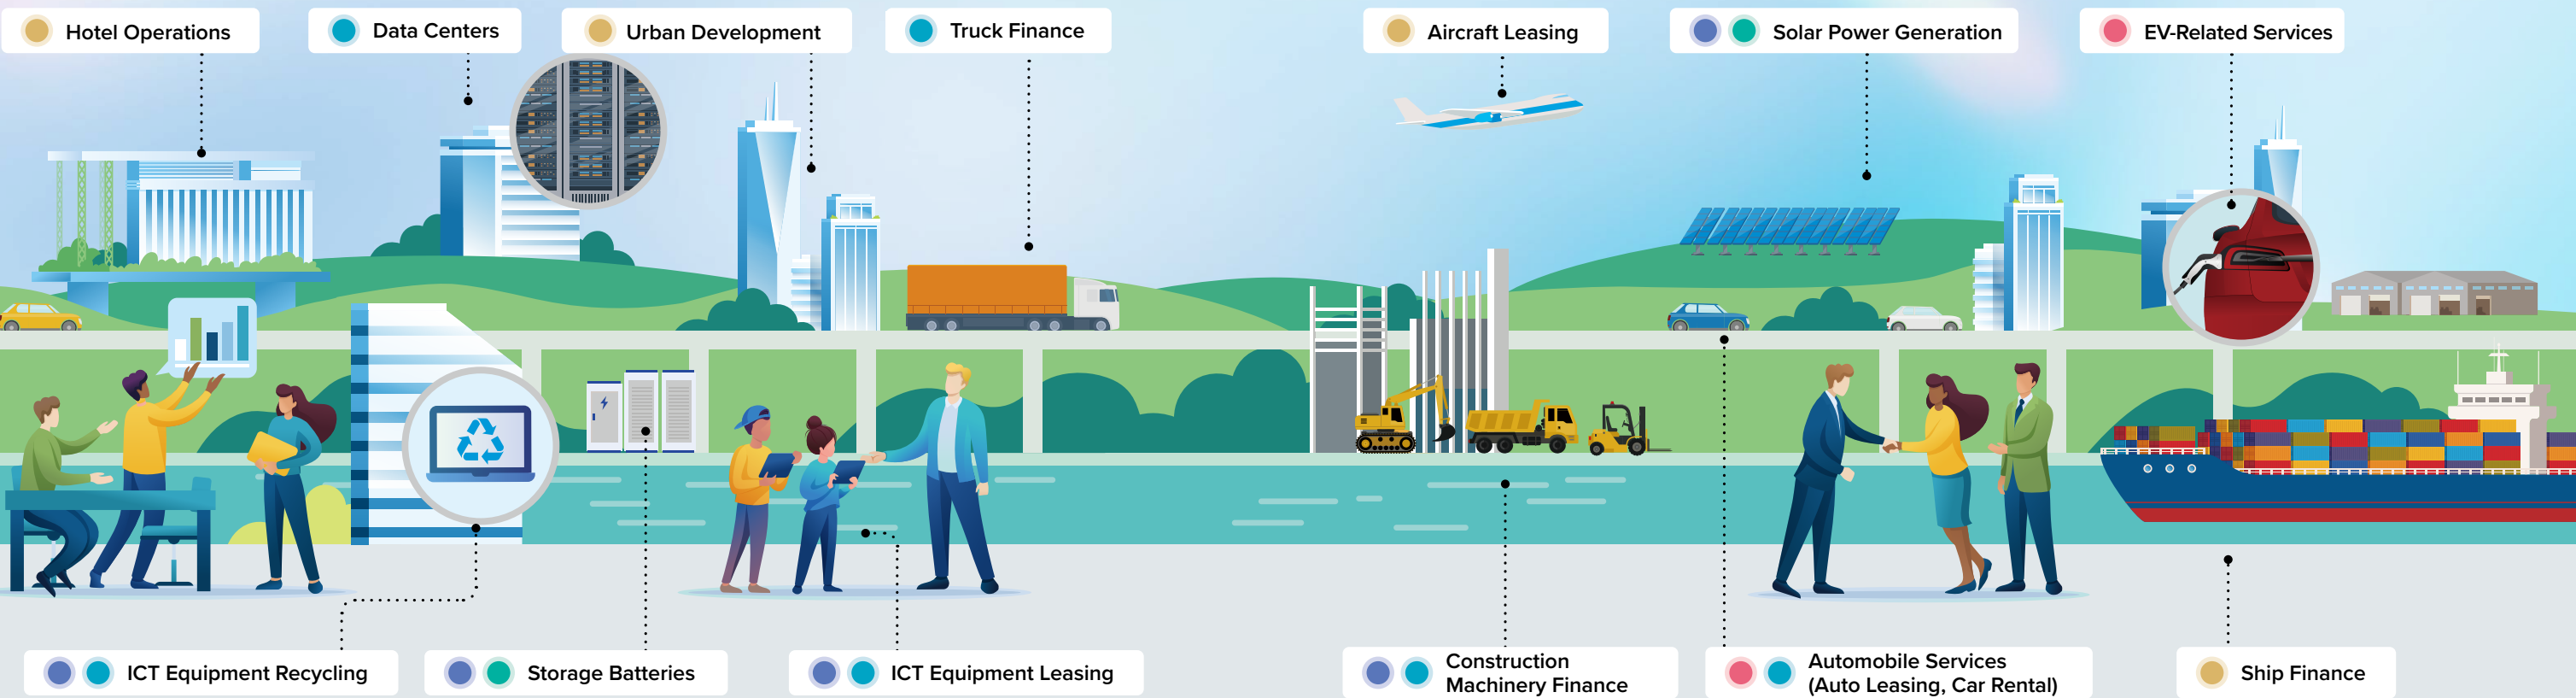 Hotel Operations
Data Centers
Urban Development
Truck Finance
Aircraft Leasing
Solar Power Generation
EV-Related Services
ICT Equipment Recycling
Storage Batteries
ICT Equipment Leasing
Construction
Machinery Finance
Automobile Services
(Auto Leasing, Car Rental)
Ship Finance